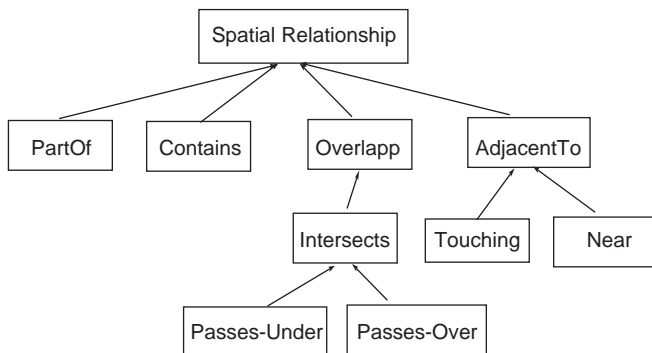 Spatial Relationship
PartOf
Contains
Overlapp
AdjacentTo
Intersects
Touching
Near
Passes-Under
Passes-Over